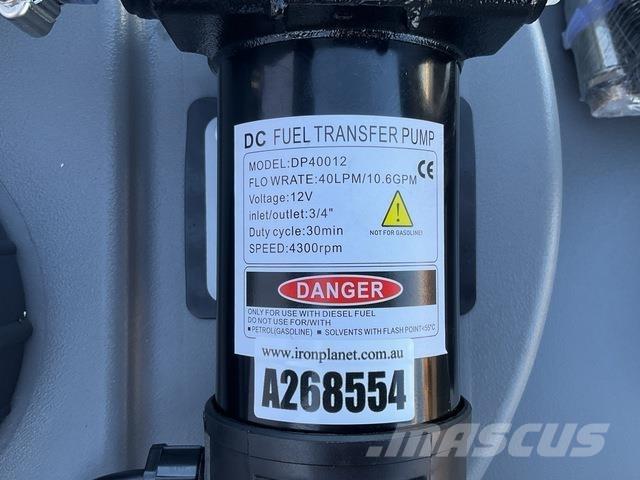 DC FUEL TRANSFER PUMP
MODEL:DP40012
FLOWRATE:40LPM/10.6GPM
CE
Voltage: 12V
inlet/outlet: 3/4"
Duty cycle: 30min
NOT FOR GASOLINE!
SPEED:4300rpm
DANGER
ONLY FOR USE WITH DIESEL FUEL
DO NOT USE FOR/WITH
■ PETROL(GASOLINE) ■ SOLVENTS WITH FLASH POINT<55°C
www.ironplanet.com.au
A268554
MASCUS